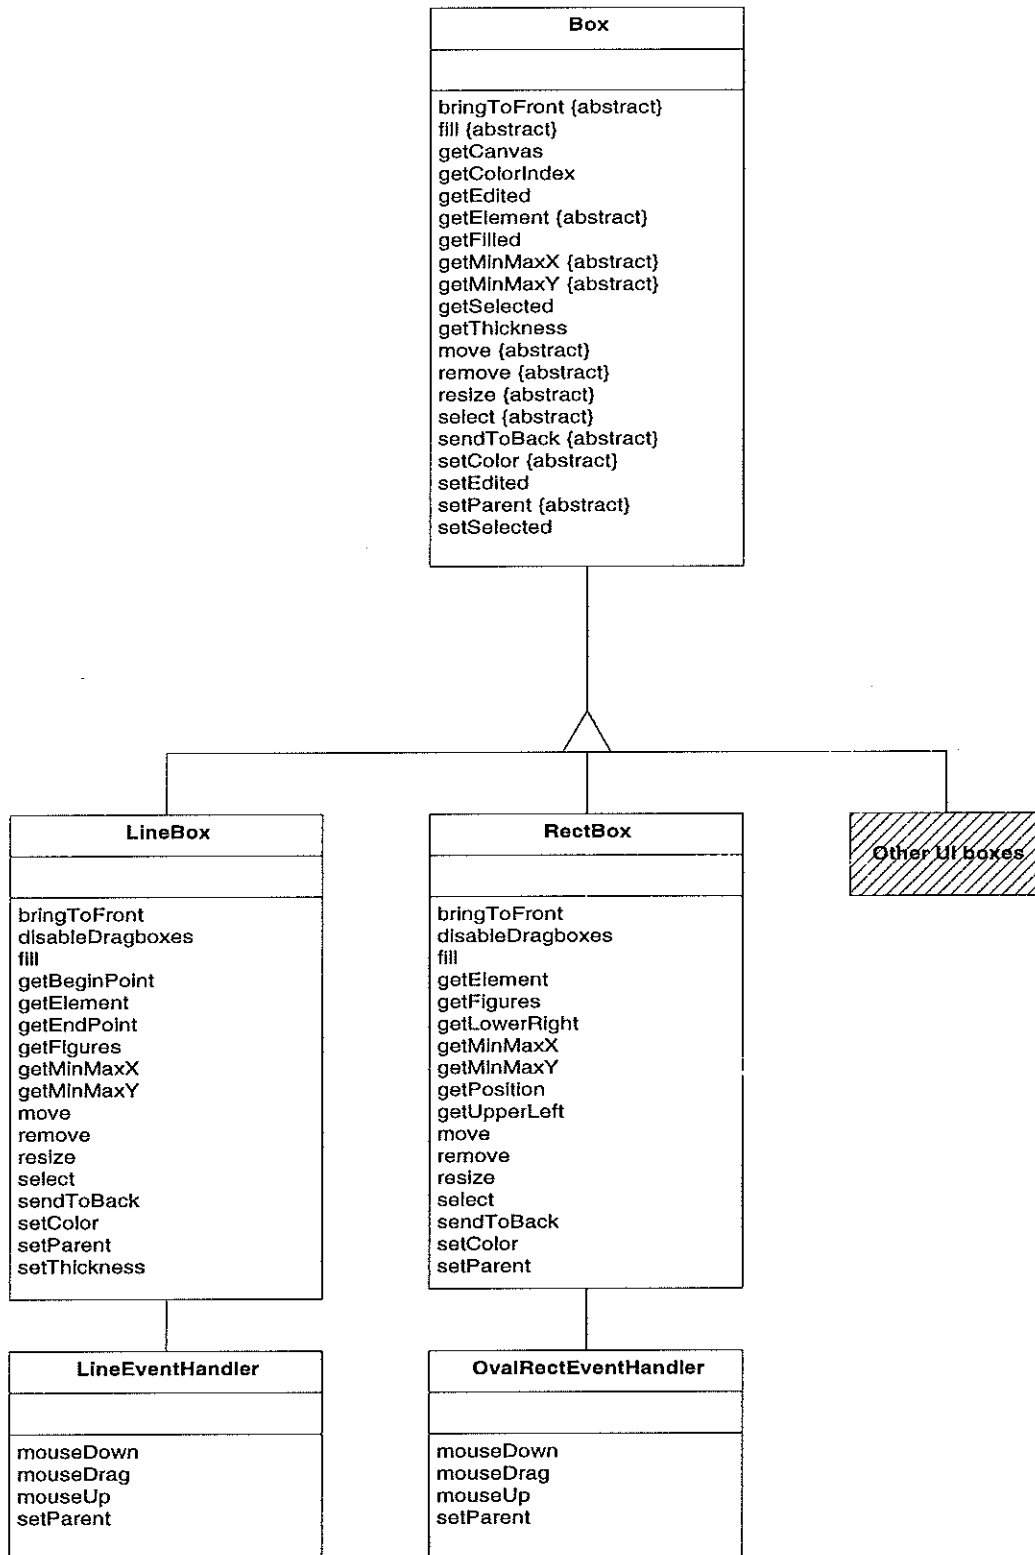 Box
bringToFront {abstract}
fill {abstract}
getCanvas
getColorIndex
getEdited
getElement {abstract}
getFilled
getMinMaxX {abstract}
getMinMaxY {abstract}
getSelected
getThickness
move {abstract}
remove {abstract}
resize {abstract}
select {abstract}
sendToBack {abstract}
setColor {abstract}
setEdited
setParent {abstract}
setSelected
LineBox
bringToFront
disableDragboxes
fill
getBeginPoint
getElement
getEndPoint
getFigures
getMinMaxX
getMinMaxY
move
remove
resize
select
sendToBack
setColor
setParent
setThickness
RectBox
bringToFront
disableDragboxes
fill
getElement
getFigures
getLowerRight
getMinMaxX
getMinMaxY
getPosition
getUpperLeft
move
remove
resize
select
sendToBack
setColor
setParent
Other UI boxes
LineEventHandler
mouseDown
mouseDrag
mouseUp
setParent
OvalRectEventHandler
mouseDown
mouseDrag
mouseUp
setParent